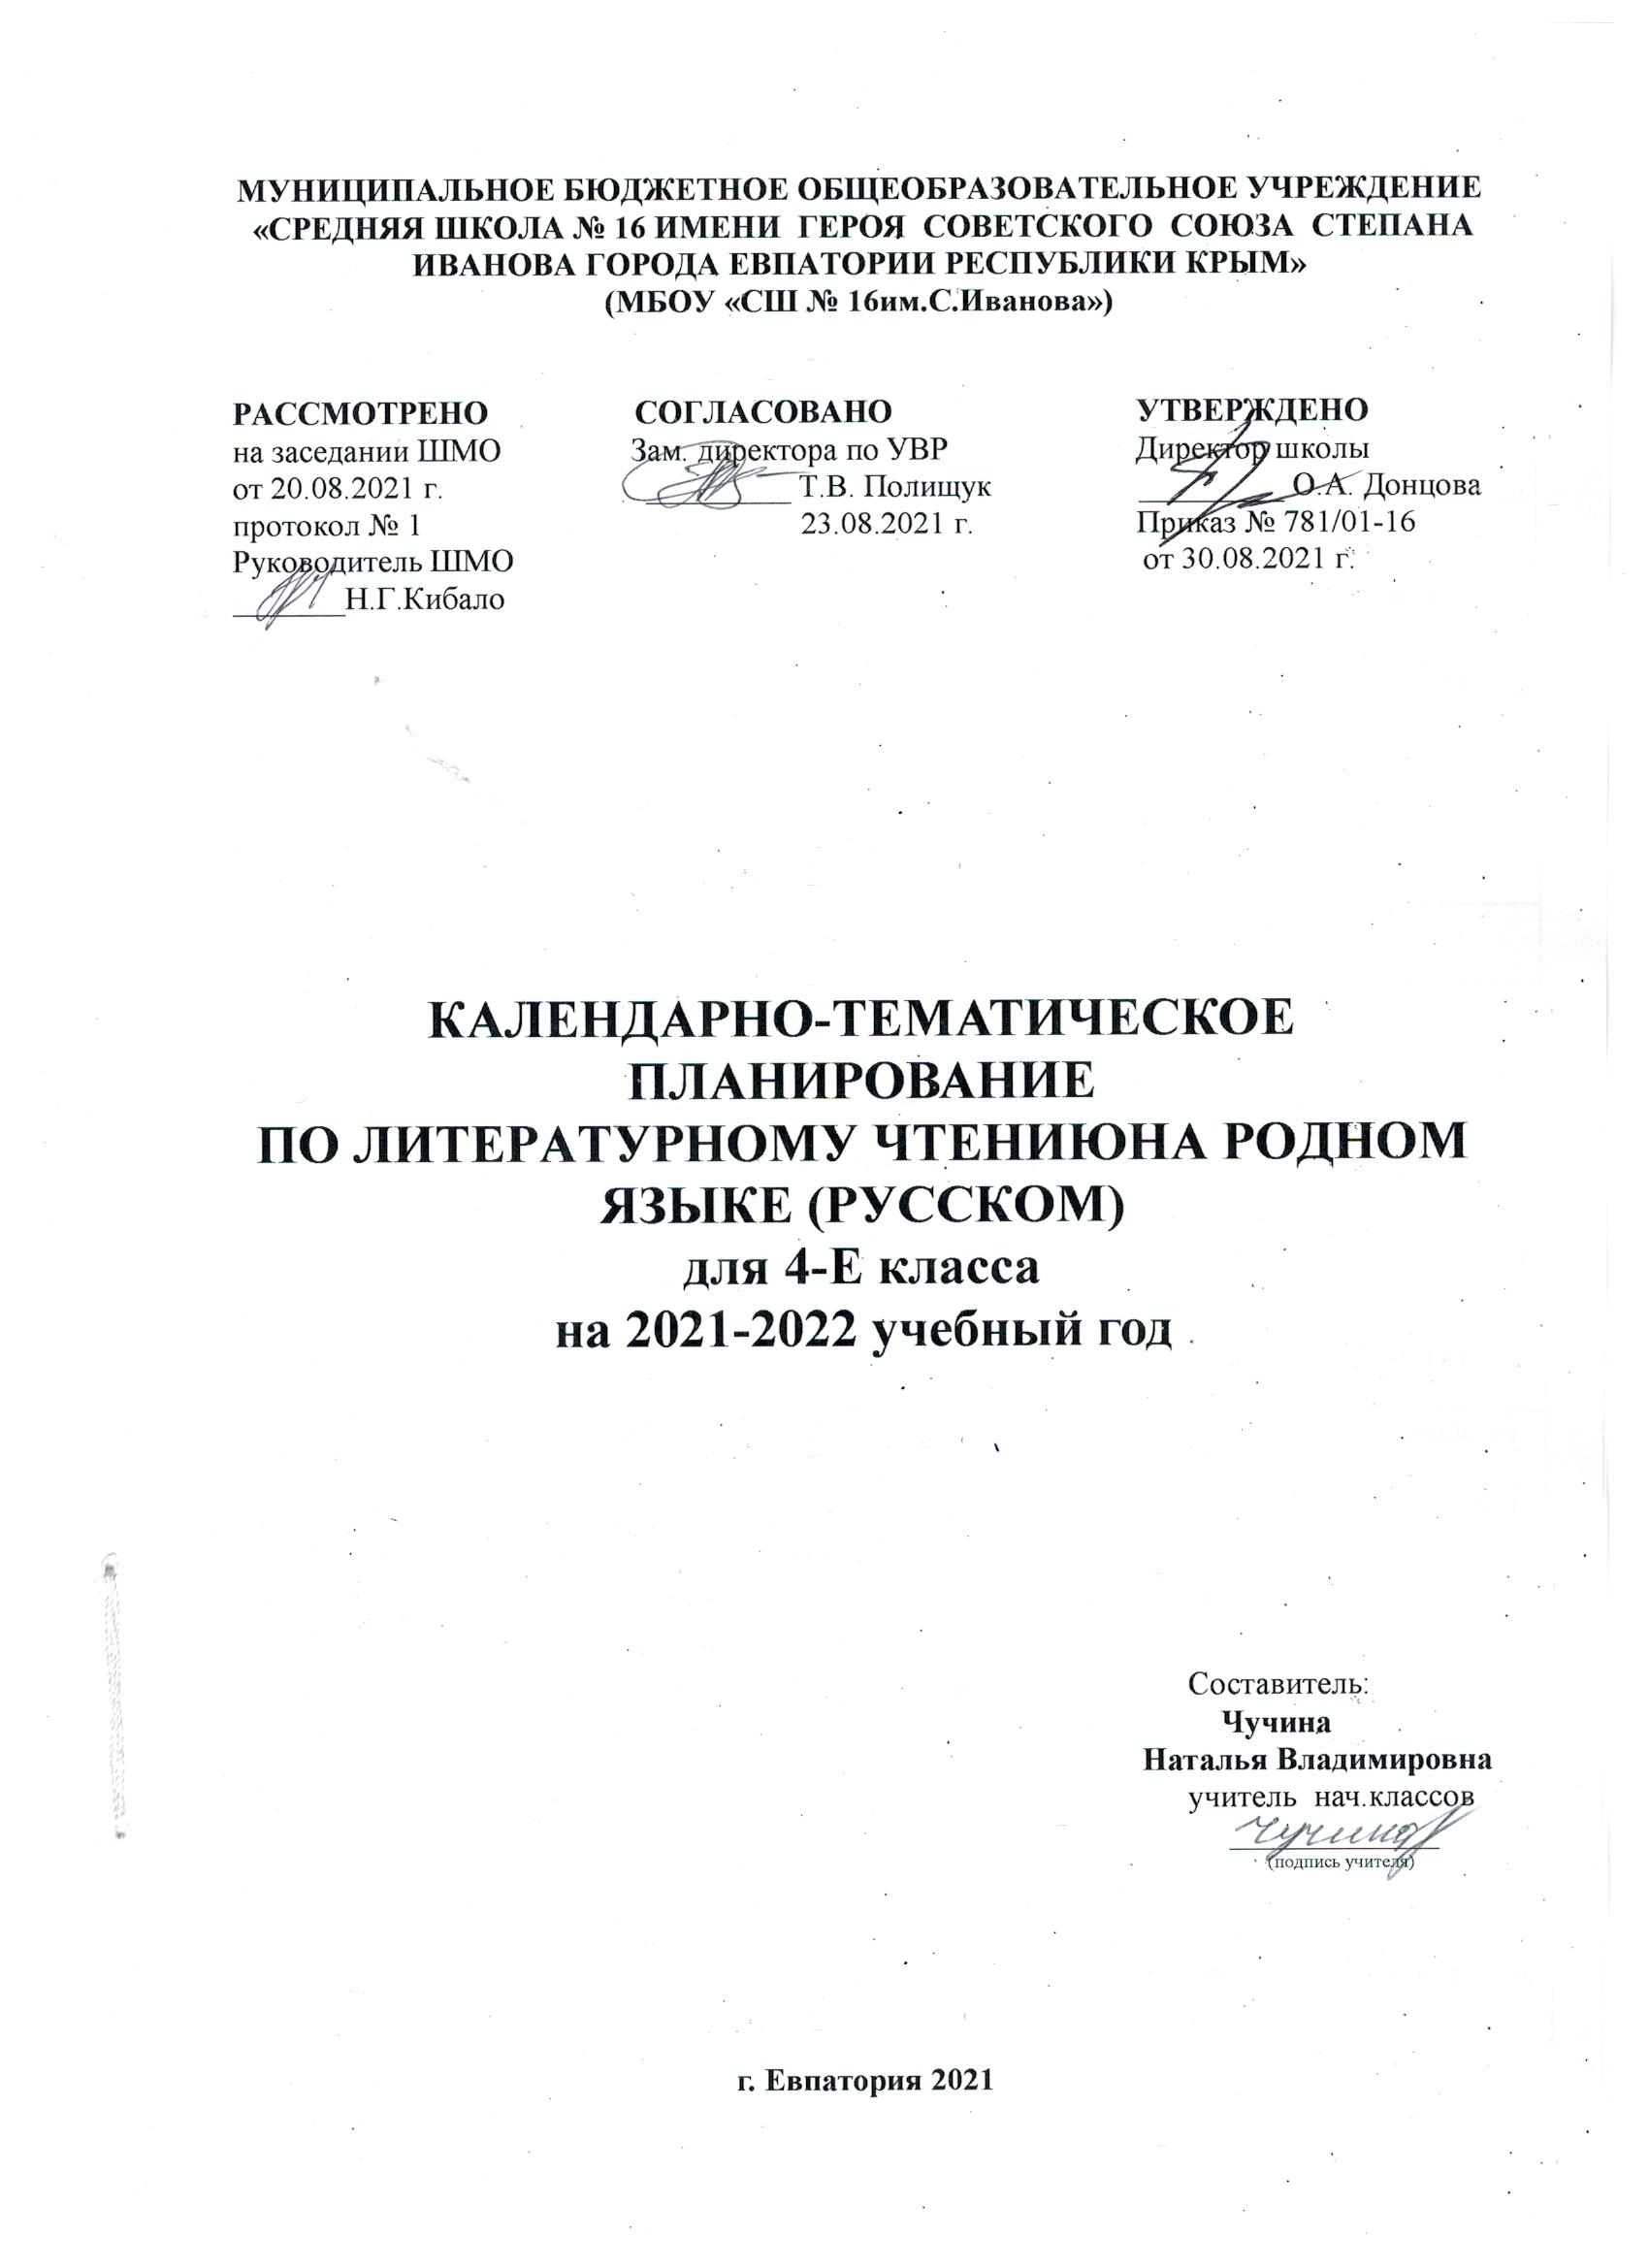 МУНИЦИПАЛЬНОЕ БЮДЖЕТНОЕ ОБЩЕОБРАЗОВАТЕЛЬНОЕ УЧРЕЖДЕНИЕ
«СРЕДНЯЯ ШКОЛА № 16 ИМЕНИ ГЕРОЯ СОВЕТСКОГО СОЮЗА СТЕПАНА
ИВАНОВА ГОРОДА ЕВПАТОРИИ РЕСПУБЛИКИ КРЫМ»
(МБОУ «СШ № 16им.С.Иванова»)
РАССМОТРЕНО
на заседании ШМО
от 20.08.2021 г.
протокол № 1
Руководитель ШМО
Н.Г.Кибало
СОГЛАСОВАНО
Зам. директора по УВР
Т.В. Полищук
23.08.2021 г.
УТВЕРЖДЕНО
Директор школы
О.А. Донцова
Приказ № 781/01-16
от 30.08.2021 г.
КАЛЕНДАРНО-ТЕМАТИЧЕСКОЕ
ПЛАНИРОВАНИЕ
ПО ЛИТЕРАТУРНОМУ ЧТЕНИЮНА РОДНОМ
ЯЗЫКЕ (РУССКОМ)
для 4-Е класса
на 2021-2022 учебный год
Составитель:
Чучина
Наталья Владимировна
учитель нач.классов
(подпись учителя)
г. Евпатория 2021